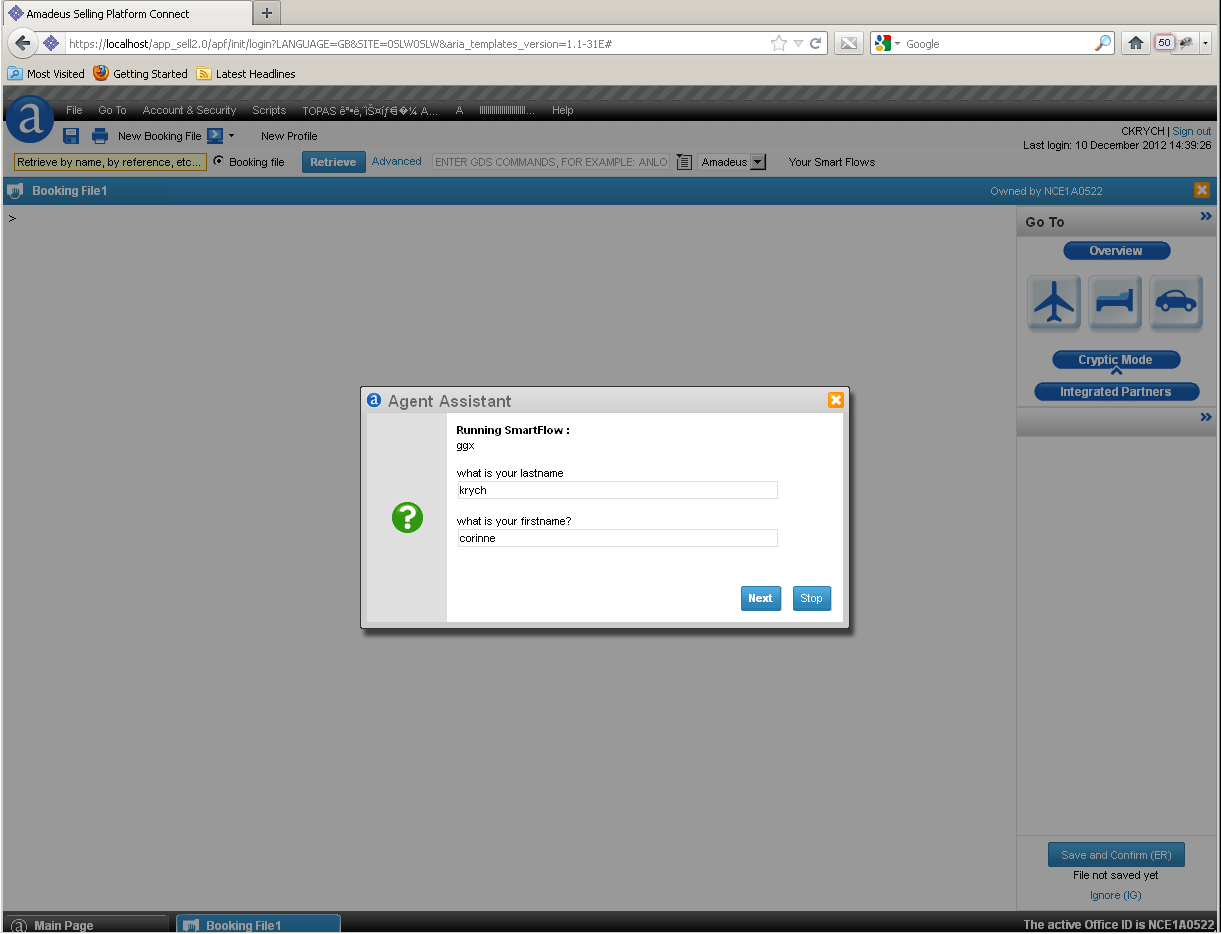 Amadeus Selling Platform Connect
https://localhost/app_sell2.0/apf/init/login?LANGUAGE=GB&SITE=0SLW0SLW&aria_templates_version=1.1-31E#
Google
50
Most Visited Getting Started Latest Headlines
a File Go To Account & Security Scripts TOPAS A Help
New Booking File New Profile
CKRYCH | Sign out
Last login: 10 December 2012 14:39:26
Retrieve by name, by reference, etc... Booking file Retrieve Advanced ENTER GDS COMMANDS, FOR EXAMPLE: ANLO Amadeus Your Smart Flows
Booking File1 Owned by NCE1A0522
>
Go To »
Overview
Cryptic Mode
Integrated Partners
»
a Agent Assistant
Running SmartFlow :
ggx
what is your lastname
krych
what is your firstname?
corinne
?
Next Stop
Save and Confirm (ER)
File not saved yet
Ignore (IG)
a Main Page Booking File1 The active Office ID is NCE1A0522